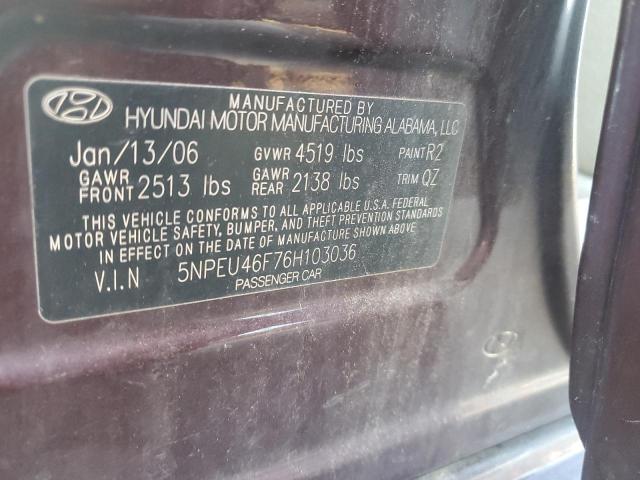 MANUFACTURED BY
HYUNDAI MOTOR MANUFACTURING ALABAMA, LLC
Jan/13/06 GVWR 4519 lbs PAINT R2
GAWR FRONT 2513 lbs GAWR REAR 2138 lbs TRIM QZ
THIS VEHICLE CONFORMS TO ALL APPLICABLE U.S.A. FEDERAL
MOTOR VEHICLE SAFETY, BUMPER, AND THEFT PREVENTION STANDARDS
IN EFFECT ON THE DATE OF MANUFACTURE SHOWN ABOVE
V.I.N 5NPEU46F76H103036
PASSENGER CAR